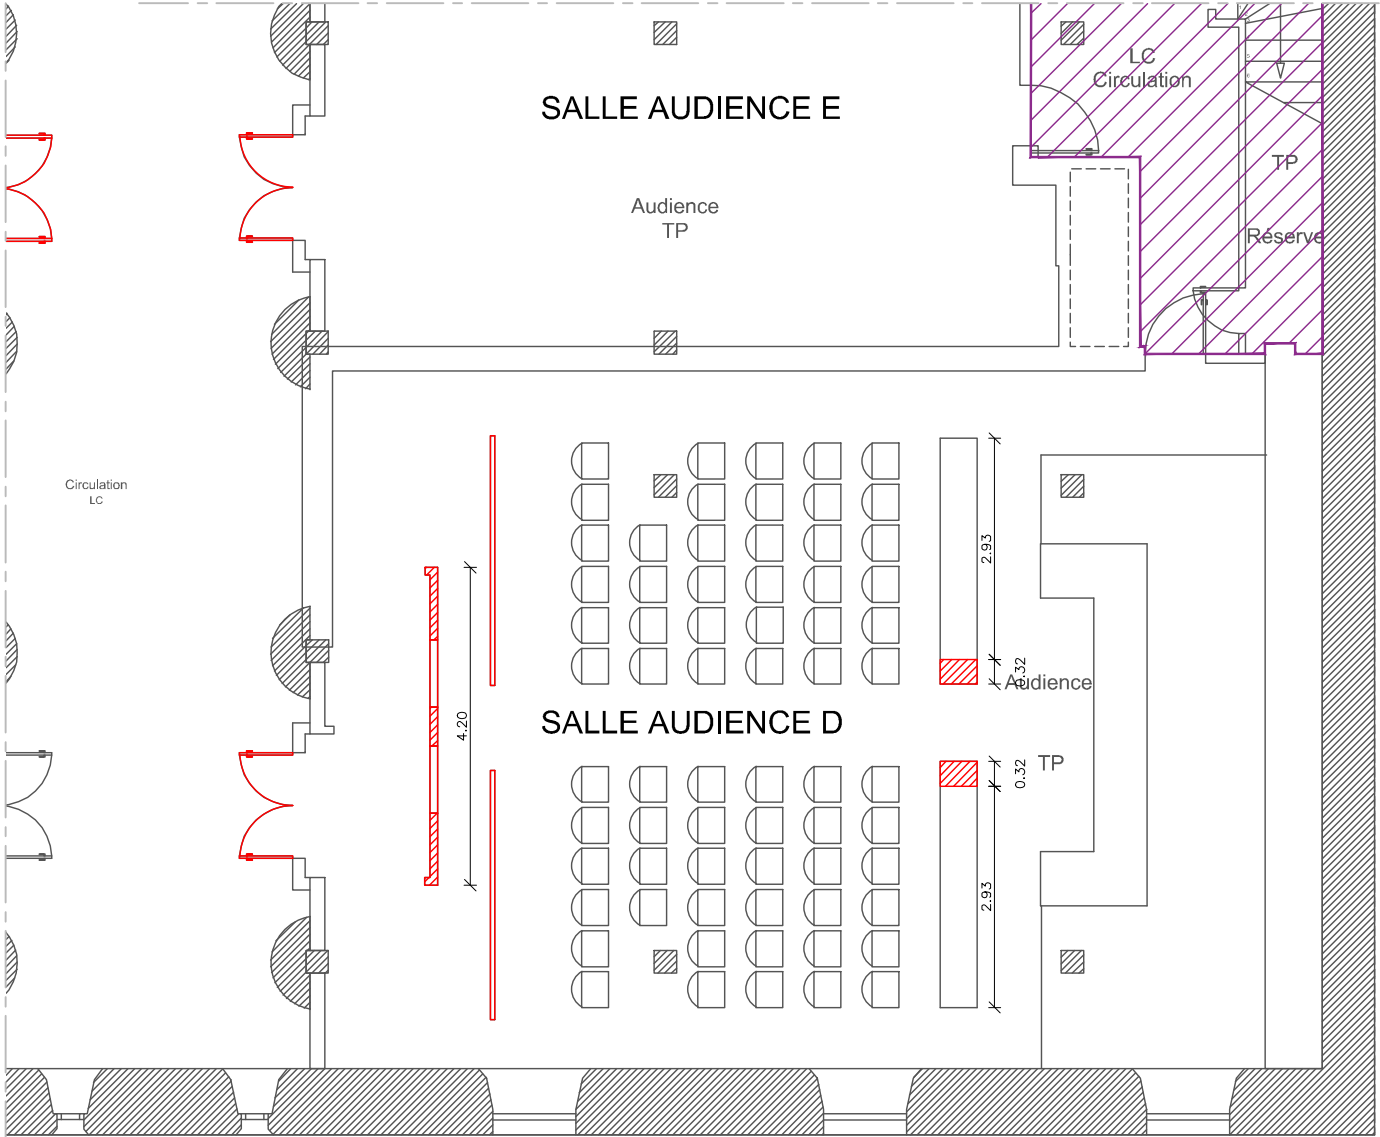 LC
Circulation
SALLE AUDIENCE E
TP
Audience
TP
Réserve
Circulation
LC
2.93
0.32
Audience
4.20
SALLE AUDIENCE D
0.32
TP
2.93